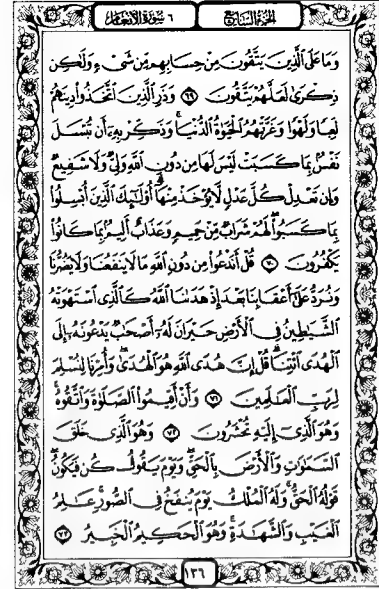 الجزء السابع
٦ سورة الأنعام
وَمَا عَلَى ٱلَّذِينَ يَتَّقُونَ مِنْ حِسَابِهِم مِّن شَىْءٍ وَلَٰكِن
ذِكْرَىٰ لَعَلَّهُمْ يَتَّقُونَ ٦٩ وَذَرِ ٱلَّذِينَ ٱتَّخَذُوا۟ دِينَهُمْ
لَعِبًا وَلَهْوًا وَغَرَّتْهُمُ ٱلْحَيَوٰةُ ٱلدُّنْيَا ۚ وَذَكِّرْ بِهِۦٓ أَن تُبْسَلَ
نَفْسٌۢ بِمَا كَسَبَتْ لَيْسَ لَهَا مِن دُونِ ٱللَّهِ وَلِىٌّ وَلَا شَفِيعٌ
وَإِن تَعْدِلْ كُلَّ عَدْلٍ لَّا يُؤْخَذْ مِنْهَآ ۗ أُو۟لَٰٓئِكَ ٱلَّذِينَ أُبْسِلُوا۟
بِمَا كَسَبُوا۟ ۖ لَهُمْ شَرَابٌ مِّنْ حَمِيمٍ وَعَذَابٌ أَلِيمٌۢ بِمَا كَانُوا۟
يَكْفُرُونَ ٧٠ قُلْ أَنَدْعُوا۟ مِن دُونِ ٱللَّهِ مَا لَا يَنفَعُنَا وَلَا يَضُرُّنَا
وَنُرَدُّ عَلَىٰٓ أَعْقَابِنَا بَعْدَ إِذْ هَدَىٰنَا ٱللَّهُ كَٱلَّذِى ٱسْتَهْوَتْهُ
ٱلشَّيَٰطِينُ فِى ٱلْأَرْضِ حَيْرَانَ لَهُۥٓ أَصْحَٰبٌ يَدْعُونَهُۥٓ إِلَى
ٱلْهُدَى ٱئْتِنَا ۗ قُلْ إِنَّ هُدَى ٱللَّهِ هُوَ ٱلْهُدَىٰ ۖ وَأُمِرْنَا لِنُسْلِمَ
لِرَبِّ ٱلْعَٰلَمِينَ ٧١ وَأَنْ أَقِيمُوا۟ ٱلصَّلَوٰةَ وَٱتَّقُوهُ ۚ
وَهُوَ ٱلَّذِىٓ إِلَيْهِ تُحْشَرُونَ ٧٢ وَهُوَ ٱلَّذِى خَلَقَ
ٱلسَّمَٰوَٰتِ وَٱلْأَرْضَ بِٱلْحَقِّ ۖ وَيَوْمَ يَقُولُ كُن فَيَكُونُ ۚ
قَوْلُهُ ٱلْحَقُّ ۚ وَلَهُ ٱلْمُلْكُ يَوْمَ يُنفَخُ فِى ٱلصُّورِ ۚ عَٰلِمُ
ٱلْغَيْبِ وَٱلشَّهَٰدَةِ ۚ وَهُوَ ٱلْحَكِيمُ ٱلْخَبِيرُ ٧٣
١٣٦